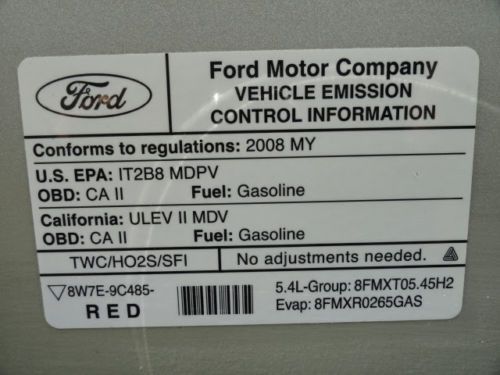 Ford
Ford Motor Company
VEHICLE EMISSION
CONTROL INFORMATION
Conforms to regulations: 2008 MY
U.S. EPA: IT2B8 MDPV
OBD: CA II Fuel: Gasoline
California: ULEV II MDV
OBD: CA II Fuel: Gasoline
TWC/HO2S/SFI No adjustments needed.
8W7E-9C485-
RED
5.4L-Group: 8FMXT05.45H2
Evap: 8FMXR0265GAS